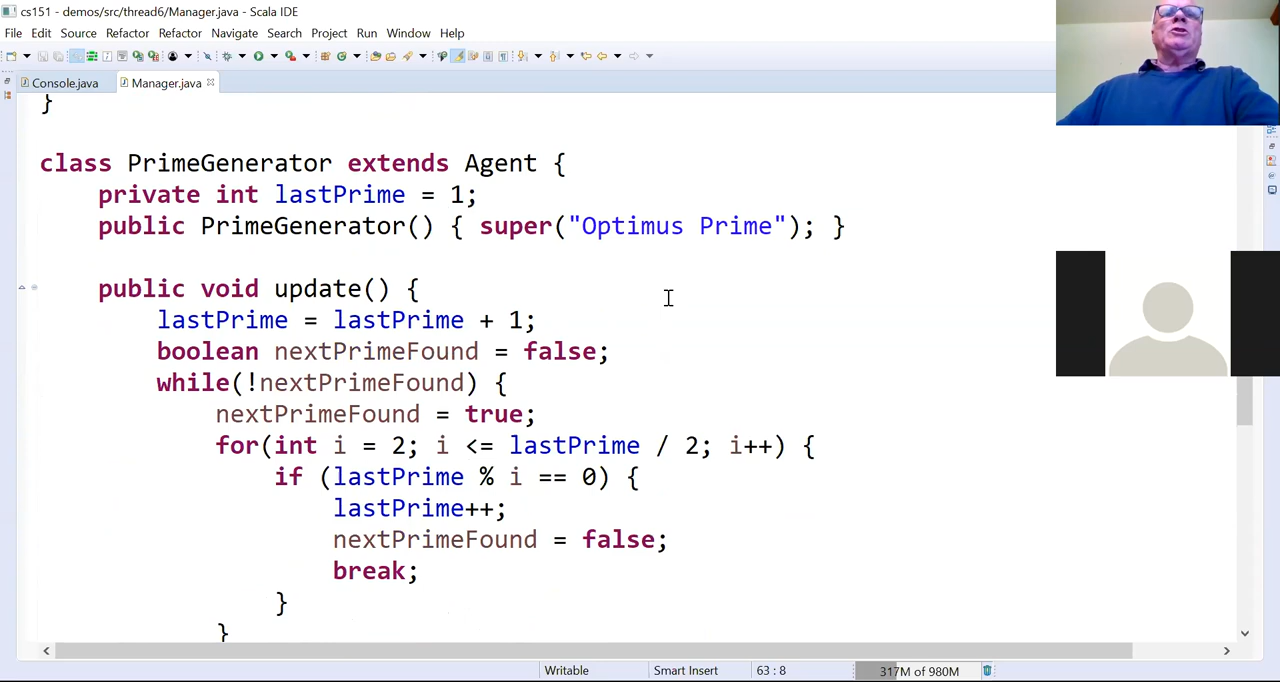 cs151 - demos/src/thread6/Manager.java - Scala IDE
File Edit Source Refactor Refactor Navigate Search Project Run Window Help
Console.java Manager.java
}
class PrimeGenerator extends Agent {
private int lastPrime = 1;
public PrimeGenerator() { super("Optimus Prime"); }
public void update() {
lastPrime = lastPrime + 1;
boolean nextPrimeFound = false;
while(!nextPrimeFound) {
nextPrimeFound = true;
for(int i = 2; i <= lastPrime / 2; i++) {
if (lastPrime % i == 0) {
lastPrime++;
nextPrimeFound = false;
break;
}
}
Writable Smart Insert 63 : 8 317M of 980M